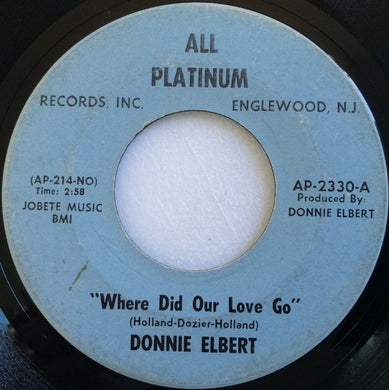 ALL
PLATINUM
RECORDS, INC. ENGLEWOOD, N.J.
(AP-214-NO)
Time: 2:58
JOBETE MUSIC
BMI
AP-2330-A
Produced By:
DONNIE ELBERT
"Where Did Our Love Go"
(Holland-Dozier-Holland)
DONNIE ELBERT